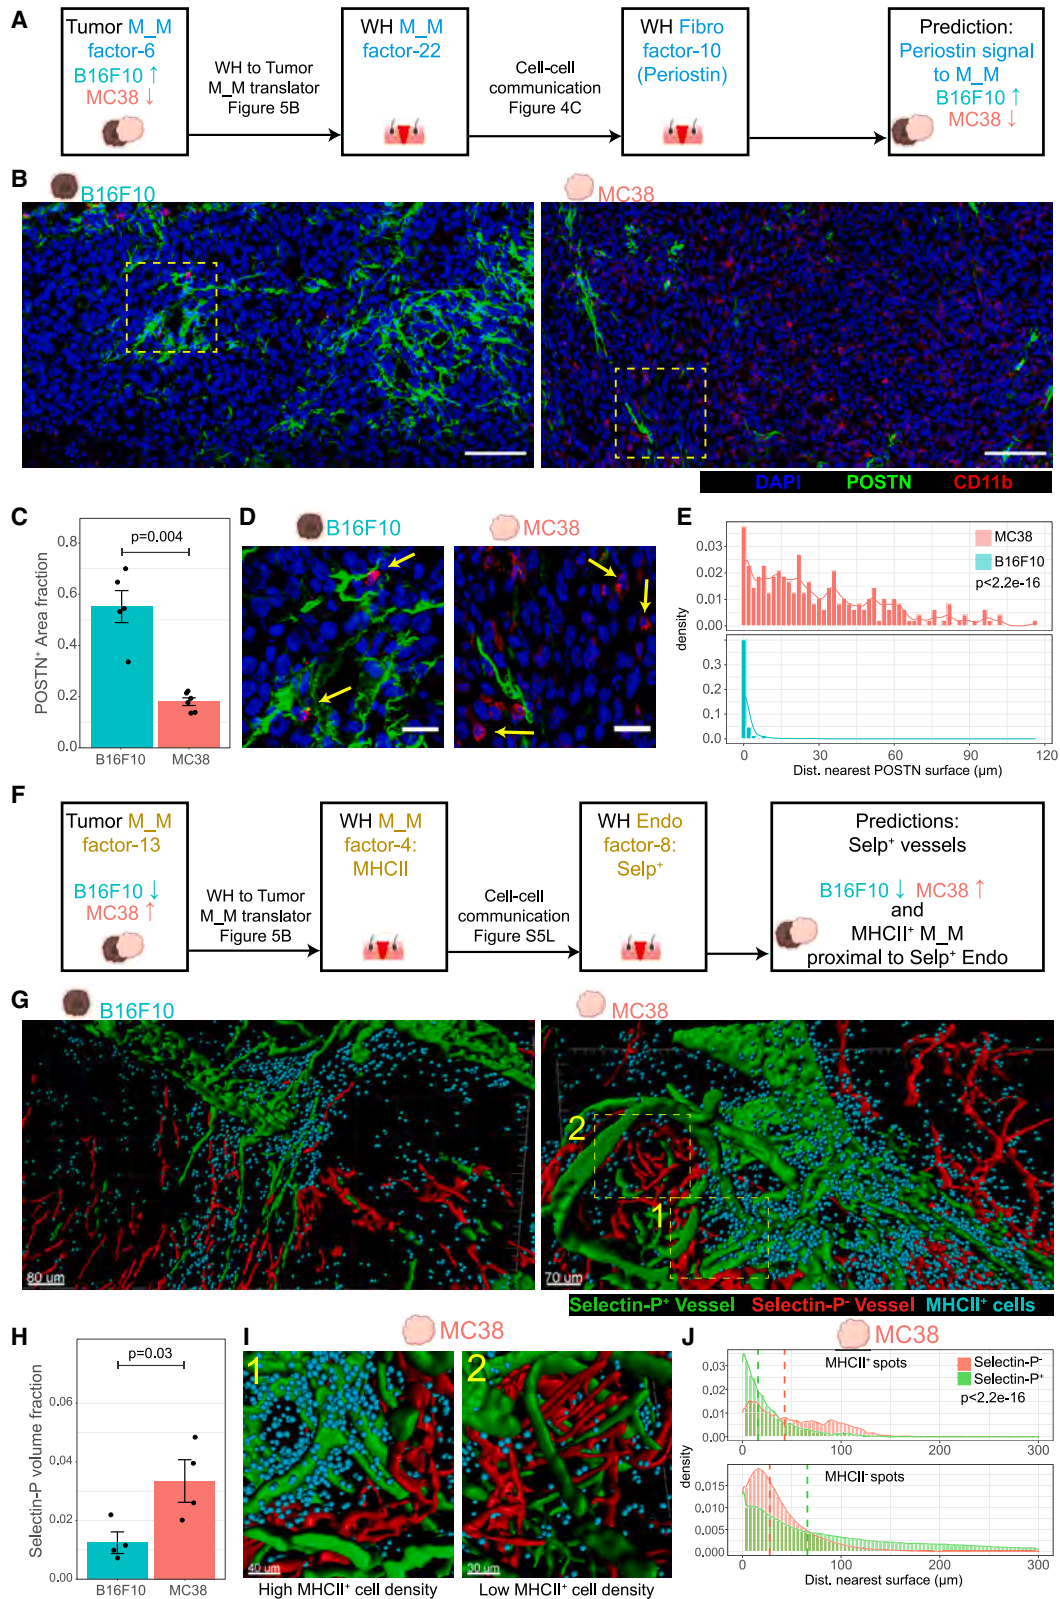 A
Tumor M_M
factor-6
B16F10 ↑
MC38 ↓
WH to Tumor
M_M translator
Figure 5B
WH M_M
factor-22
Cell-cell
communication
Figure 4C
WH Fibro
factor-10
(Periostin)
Prediction:
Periostin signal
to M_M
B16F10 ↑
MC38 ↓
B
B16F10
MC38
DAPI POSTN CD11b
C
POSTN⁺ Area fraction
0.8
0.6
0.4
0.2
0.0
p=0.004
B16F10 MC38
D
B16F10
MC38
E
density
0.03
0.02
0.01
0.00
MC38
B16F10
p<2.2e-16
0.3
0.2
0.1
0.0
0 30 60 90 120
Dist. nearest POSTN surface (µm)
F
Tumor M_M
factor-13
B16F10 ↓
MC38 ↑
WH to Tumor
M_M translator
Figure 5B
WH M_M
factor-4:
MHCII
Cell-cell
communication
Figure S5L
WH Endo
factor-8:
Selp⁺
Predictions:
Selp⁺ vessels
B16F10 ↓ MC38 ↑
and
MHCII⁺ M_M
proximal to Selp⁺ Endo
G
B16F10
MC38
80 um
2
1
70 um
Selectin-P⁺ Vessel Selectin-P⁻ Vessel MHCII⁺ cells
H
Selectin-P volume fraction
0.06
0.04
0.02
0.00
p=0.03
B16F10 MC38
I
MC38
1
2
40 um
30 um
High MHCII⁺ cell density
Low MHCII⁺ cell density
J
MC38
density
0.03
0.02
0.01
0.00
MHCII⁺ spots
Selectin-P⁻
Selectin-P⁺
p<2.2e-16
0 100 200 300
MHCII⁻ spots
0.015
0.010
0.005
0.000
0 100 200 300
Dist. nearest surface (µm)